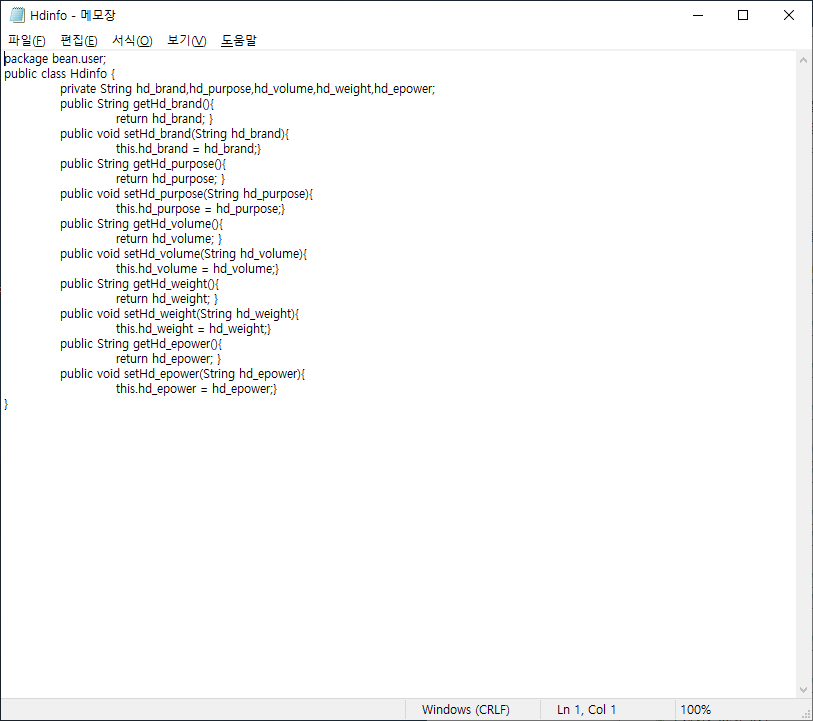 Hdinfo - 메모장
파일(F) 편집(E) 서식(O) 보기(V) 도움말
package bean.user;
public class Hdinfo {
private String hd_brand,hd_purpose,hd_volume,hd_weight,hd_epower;
public String getHd_brand(){
return hd_brand; }
public void setHd_brand(String hd_brand){
this.hd_brand = hd_brand;}
public String getHd_purpose(){
return hd_purpose; }
public void setHd_purpose(String hd_purpose){
this.hd_purpose = hd_purpose;}
public String getHd_volume(){
return hd_volume; }
public void setHd_volume(String hd_volume){
this.hd_volume = hd_volume;}
public String getHd_weight(){
return hd_weight; }
public void setHd_weight(String hd_weight){
this.hd_weight = hd_weight;}
public String getHd_epower(){
return hd_epower; }
public void setHd_epower(String hd_epower){
this.hd_epower = hd_epower;}
}
Windows (CRLF) Ln 1, Col 1 100%